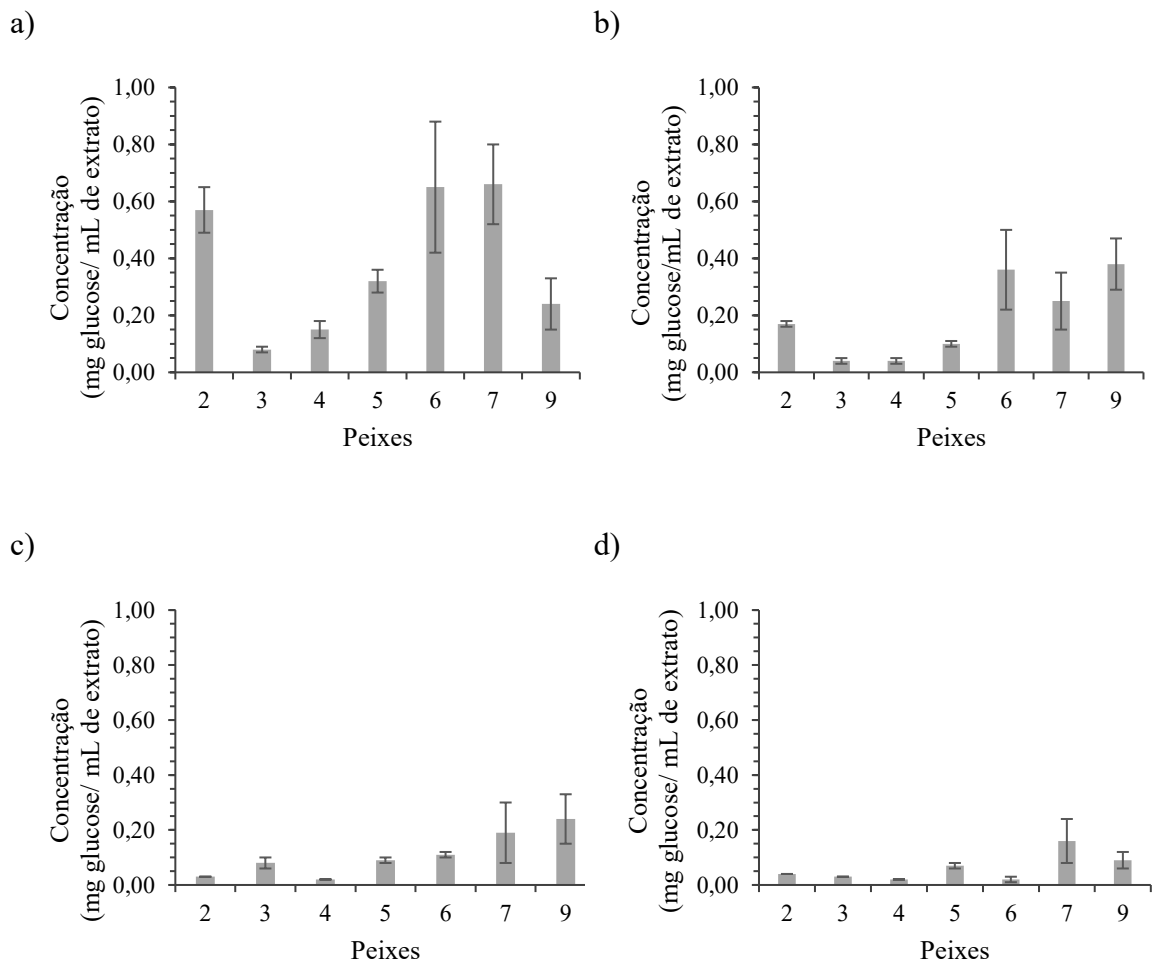 a)
1,00
0,80
0,60
0,40
0,20
0,00
Concentração
(mg glucose/ mL de extrato)
2 3 4 5 6 7 9
Peixes
b)
1,00
0,80
0,60
0,40
0,20
0,00
Concentração
(mg glucose/mL de extrato)
2 3 4 5 6 7 9
Peixes
c)
1,00
0,80
0,60
0,40
0,20
0,00
Concentração
(mg glucose/ mL de extrato)
2 3 4 5 6 7 9
Peixes
d)
1,00
0,80
0,60
0,40
0,20
0,00
Concentração
(mg glucose/ mL de extrato)
2 3 4 5 6 7 9
Peixes